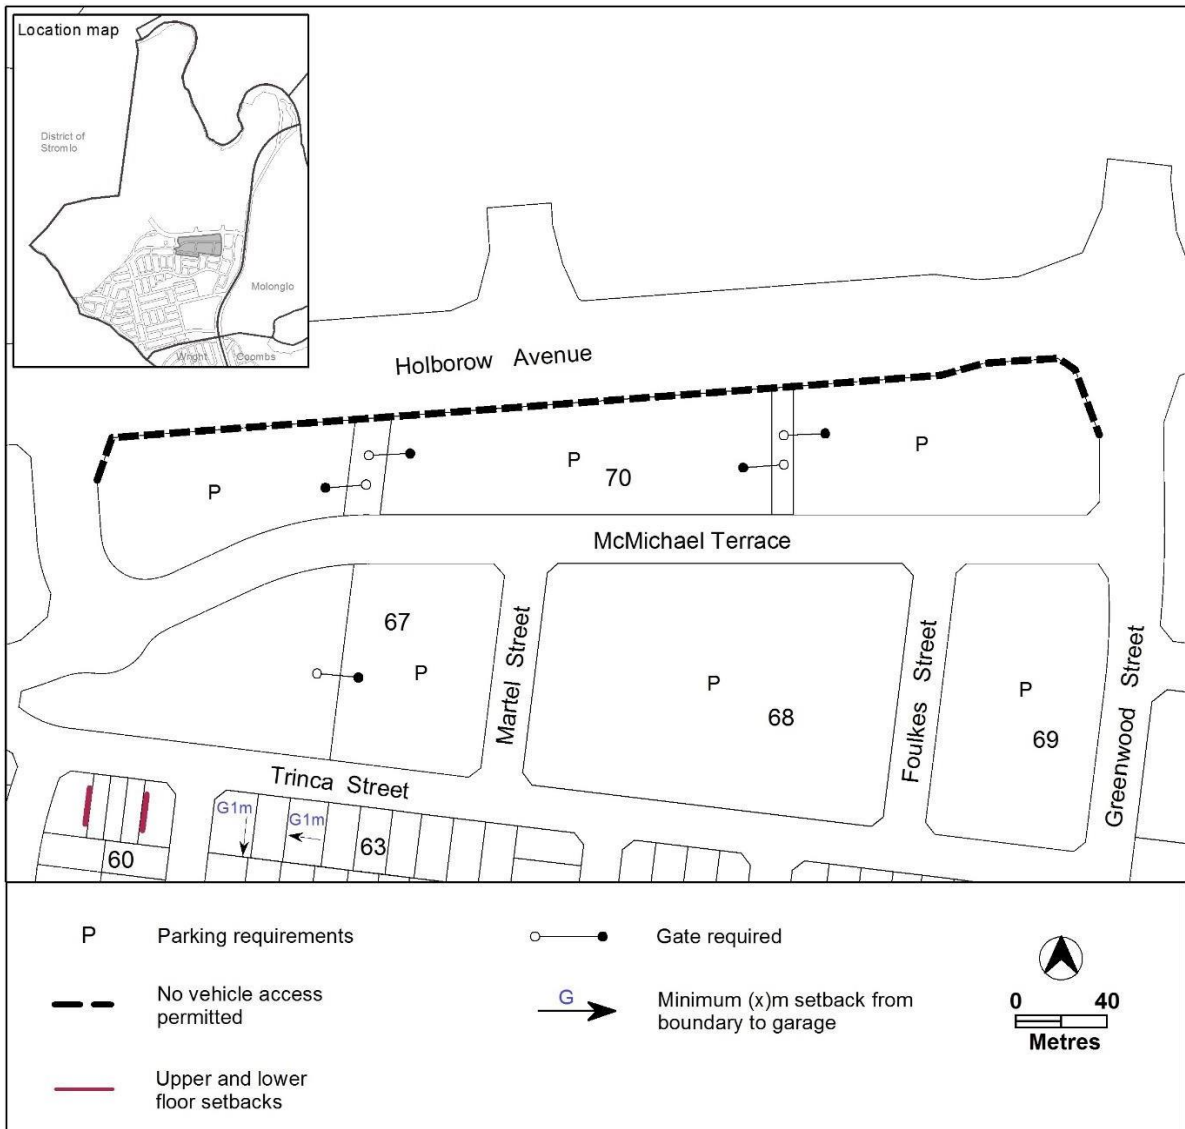 Location map
District of
Stromlo
Molonglo
Wright
Coombs
Holborow Avenue
P
P
70
P
McMichael Terrace
67
P
Martel Street
P
68
Foulkes Street
P
69
Greenwood Street
Trinca Street
G1m
G1m
60
63
P
Parking requirements
Gate required
No vehicle access
permitted
G
Minimum (x)m setback from
boundary to garage
Upper and lower
floor setbacks
0 40
Metres